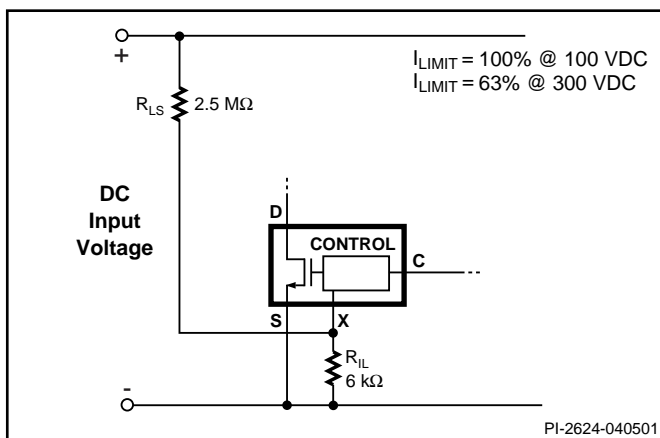 +
I_LIMIT = 100% @ 100 VDC
I_LIMIT = 63% @ 300 VDC
R_LS 2.5 MΩ
DC
Input
Voltage
D
CONTROL
C
S
X
R_IL
6 kΩ
-
PI-2624-040501